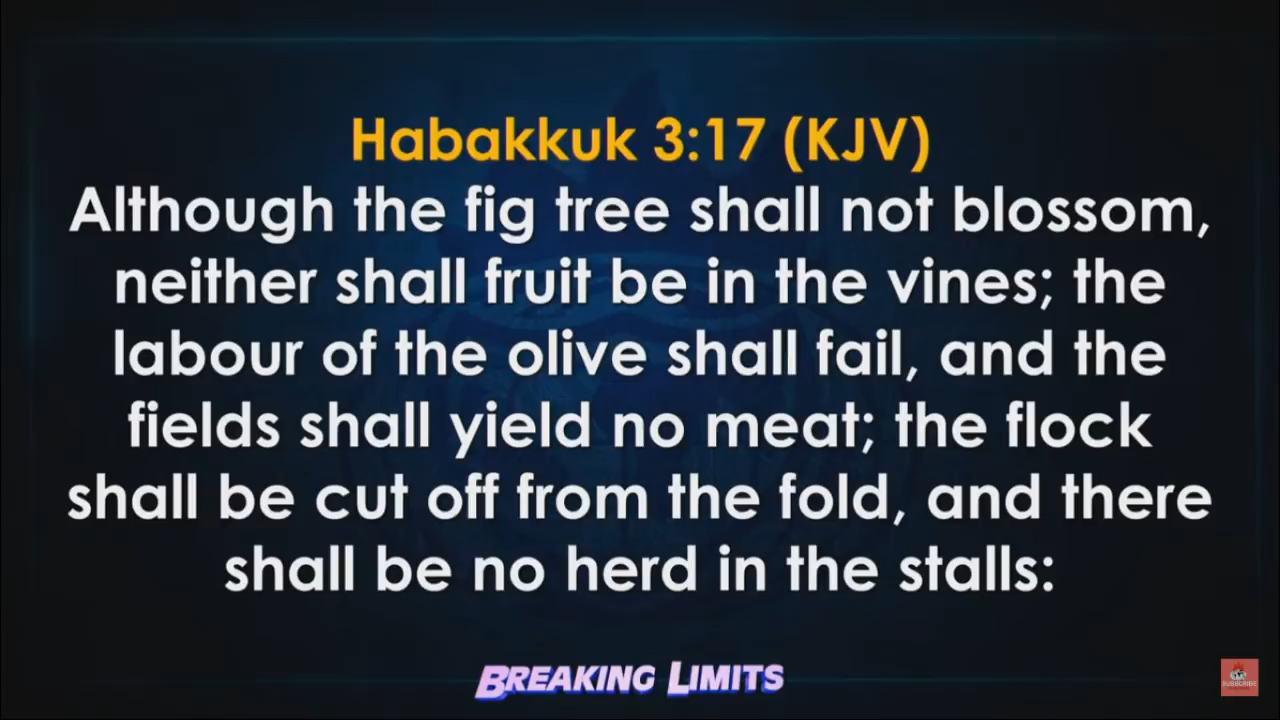 Habakkuk 3:17 (KJV)
Although the fig tree shall not blossom,
neither shall fruit be in the vines; the
labour of the olive shall fail, and the
fields shall yield no meat; the flock
shall be cut off from the fold, and there
shall be no herd in the stalls:
BREAKING LIMITS
SUBSCRIBE